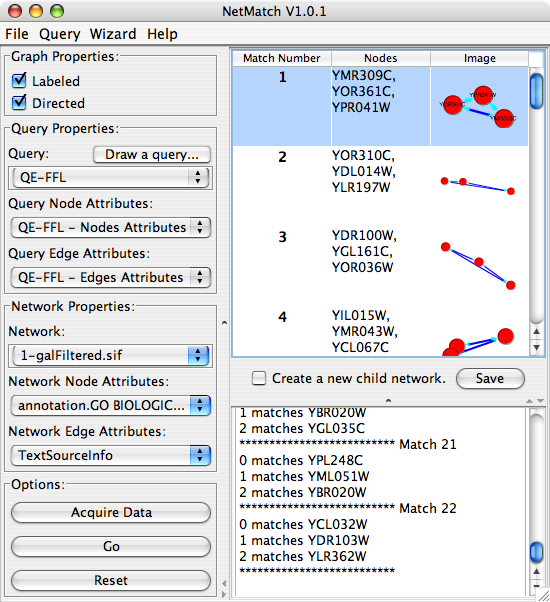 NetMatch V1.0.1
File Query Wizard Help
Graph Properties:
Labeled
Directed
Query Properties:
Query: Draw a query...
QE-FFL
Query Node Attributes:
QE-FFL - Nodes Attributes
Query Edge Attributes:
QE-FFL - Edges Attributes
Network Properties:
Network:
1-galFiltered.sif
Network Node Attributes:
annotation.GO BIOLOGIC...
Network Edge Attributes:
TextSourceInfo
Options:
Acquire Data
Go
Reset
Match Number Nodes Image
1
YMR309C,
YOR361C,
YPR041W
YPR041W
YOR361C
YMR309C
2
YOR310C,
YDL014W,
YLR197W
3
YDR100W,
YGL161C,
YOR036W
4
YIL015W,
YMR043W,
YCL067C
Create a new child network. Save
1 matches YBR020W
2 matches YGL035C
************************** Match 21
0 matches YPL248C
1 matches YML051W
2 matches YBR020W
************************** Match 22
0 matches YCL032W
1 matches YDR103W
2 matches YLR362W
**************************